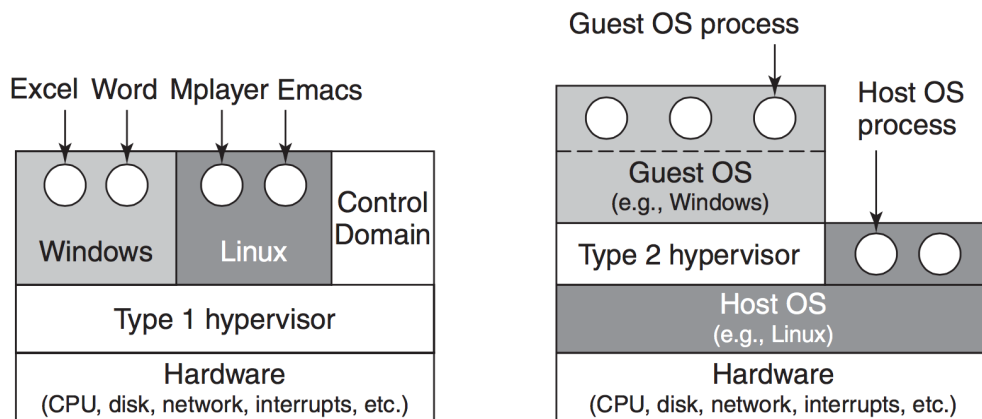 Excel Word Mplayer Emacs
Windows
Linux
Control
Domain
Type 1 hypervisor
Hardware
(CPU, disk, network, interrupts, etc.)
Guest OS process
Host OS
process
Guest OS
(e.g., Windows)
Type 2 hypervisor
Host OS
(e.g., Linux)
Hardware
(CPU, disk, network, interrupts, etc.)